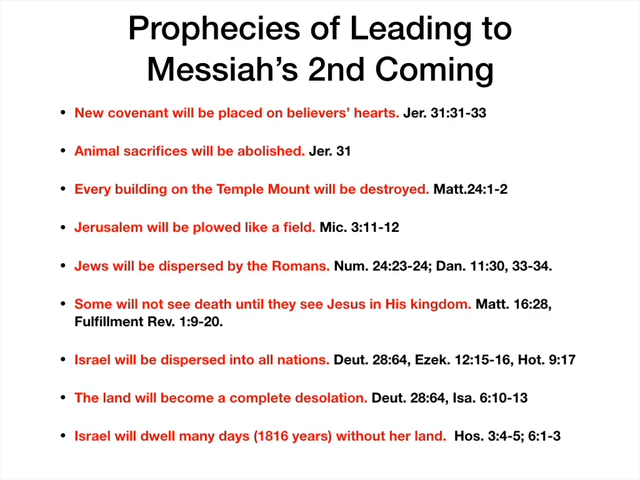 Prophecies of Leading to
Messiah's 2nd Coming
• New covenant will be placed on believers' hearts. Jer. 31:31-33
• Animal sacrifices will be abolished. Jer. 31
• Every building on the Temple Mount will be destroyed. Matt.24:1-2
• Jerusalem will be plowed like a field. Mic. 3:11-12
• Jews will be dispersed by the Romans. Num. 24:23-24; Dan. 11:30, 33-34.
• Some will not see death until they see Jesus in His kingdom. Matt. 16:28,
Fulfillment Rev. 1:9-20.
• Israel will be dispersed into all nations. Deut. 28:64, Ezek. 12:15-16, Hot. 9:17
• The land will become a complete desolation. Deut. 28:64, Isa. 6:10-13
• Israel will dwell many days (1816 years) without her land. Hos. 3:4-5; 6:1-3